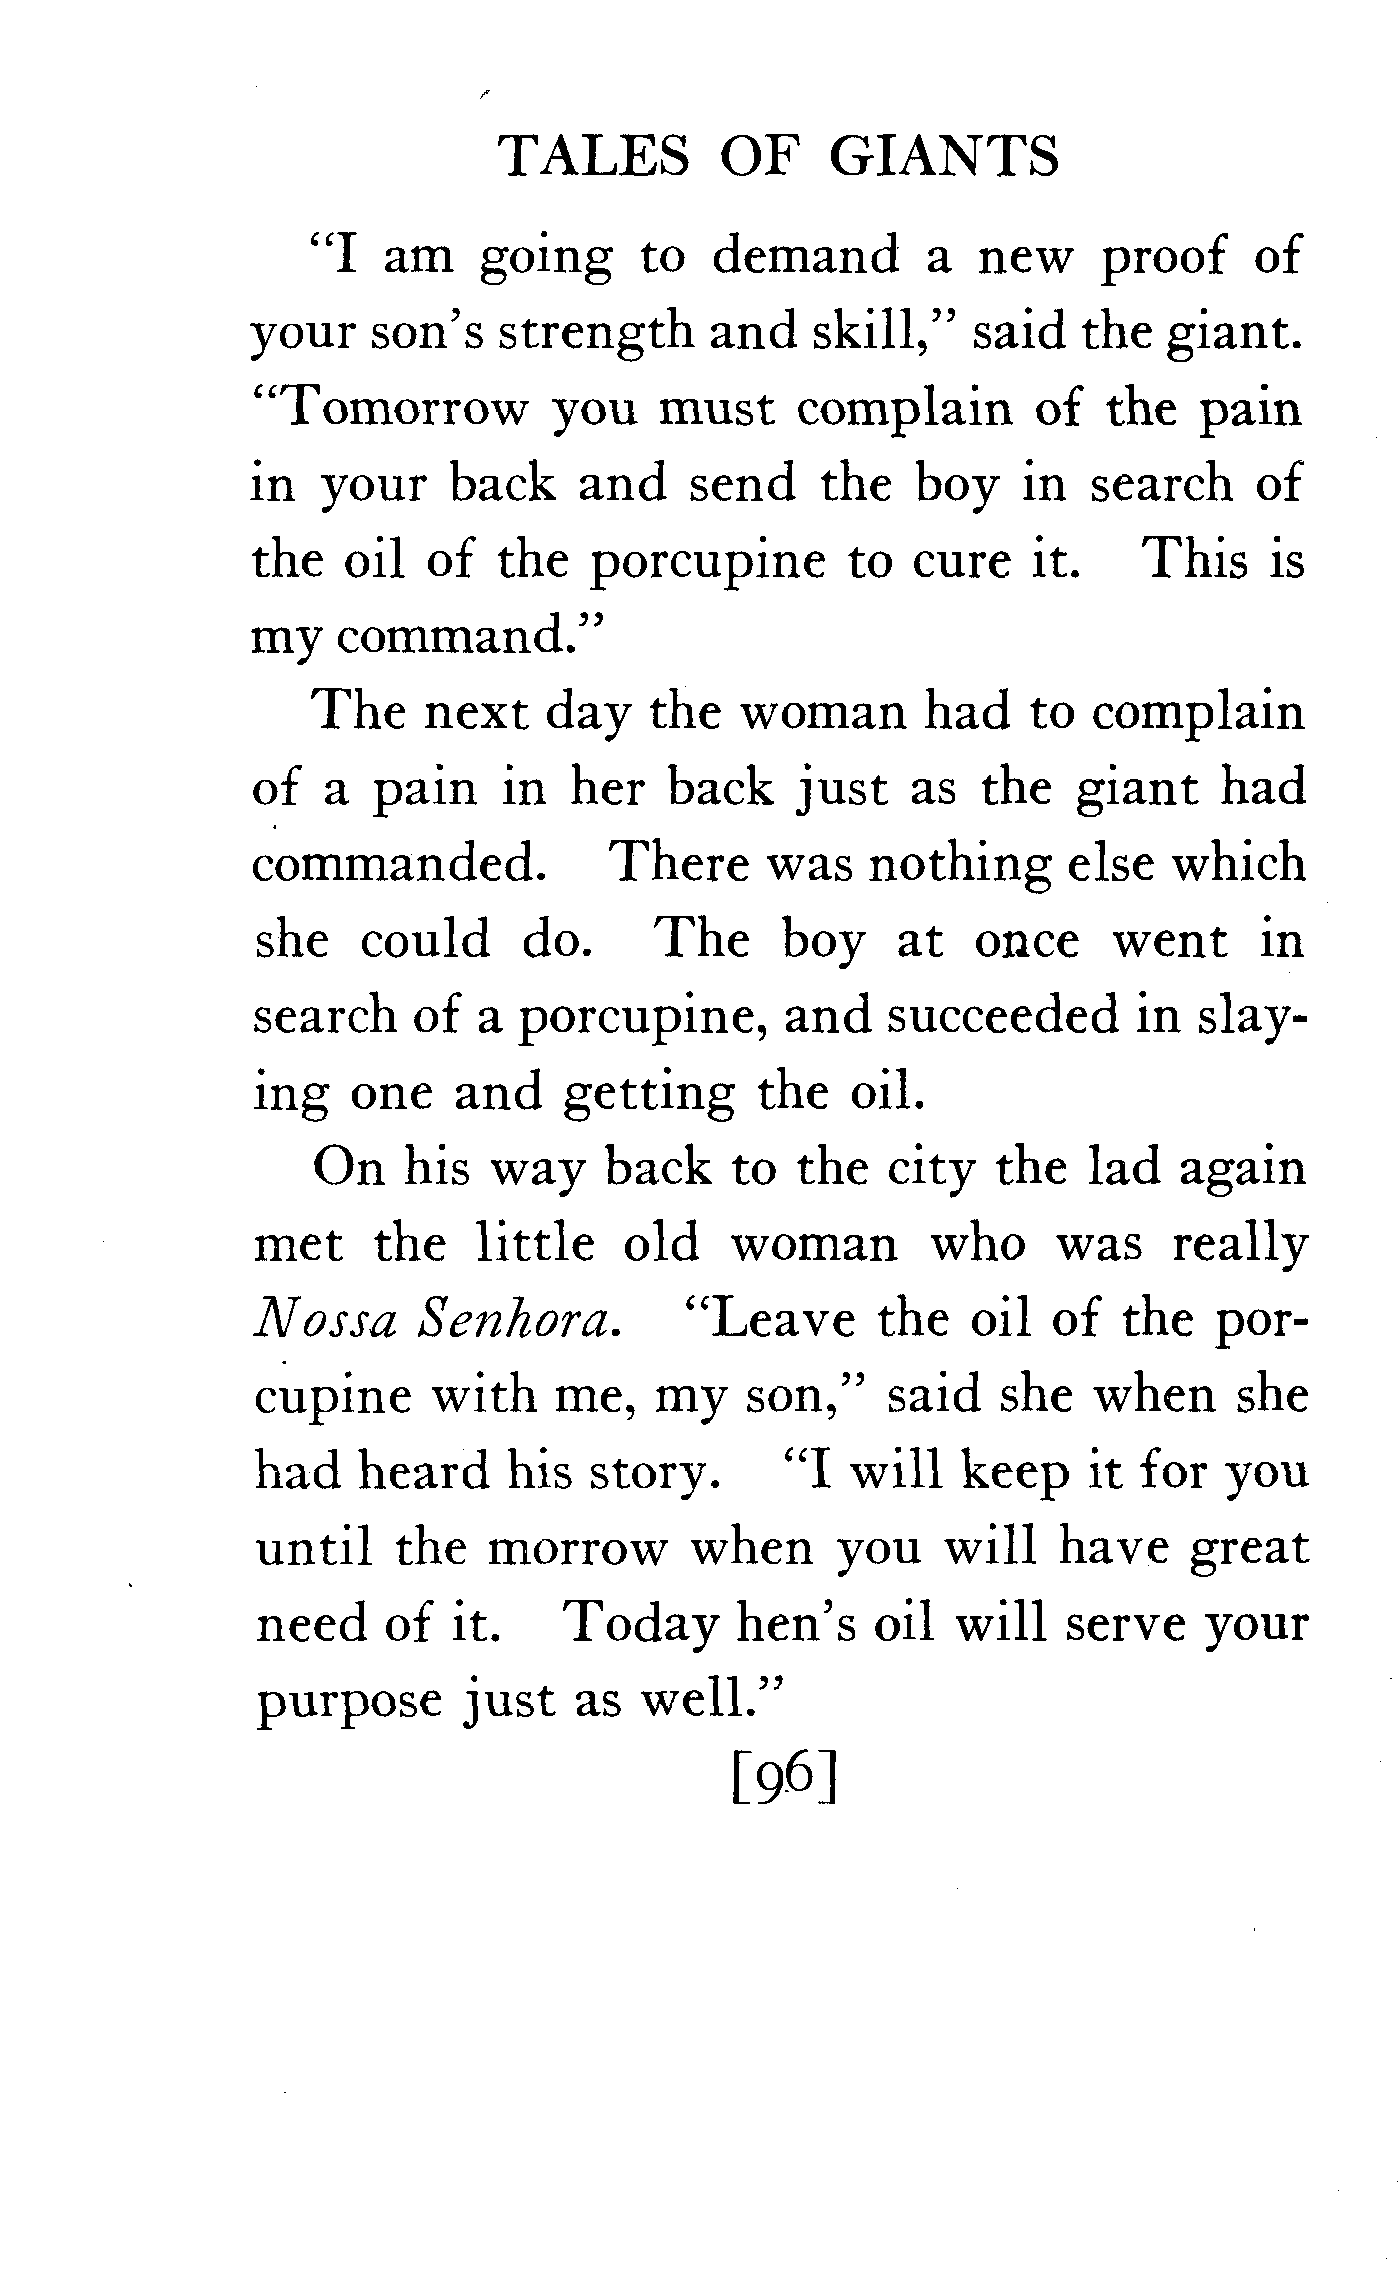 TALES OF GIANTS
“I am going to demand a new proof of
your son’s strength and skill,” said the giant.
“Tomorrow you must complain of the pain
in your back and send the boy in search of
the oil of the porcupine to cure it. This is
my command.”
The next day the woman had to complain
of a pain in her back just as the giant had
commanded. There was nothing else which
she could do. The boy at once went in
search of a porcupine, and succeeded in slay-
ing one and getting the oil.
On his way back to the city the lad again
met the little old woman who was really
Nossa Senhora. “Leave the oil of the por-
cupine with me, my son,” said she when she
had heard his story. “I will keep it for you
until the morrow when you will have great
need of it. Today hen’s oil will serve your
purpose just as well.”
[96]